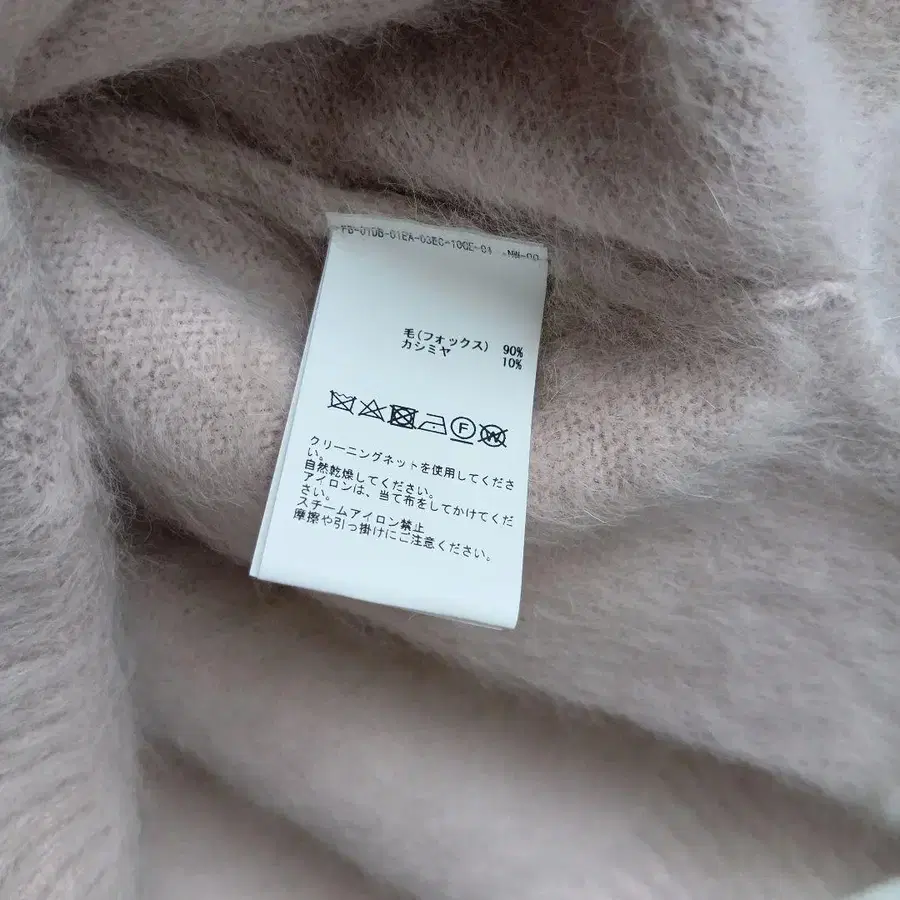 毛(フォックス) 90%
カシミヤ 10%
F W
クリーニングネットを使用してくださ
い。
自然乾燥してください。
アイロンは、当て布をしてかけてくだ
さい。
スチームアイロン禁止
摩擦や引っ掛けにご注意ください。